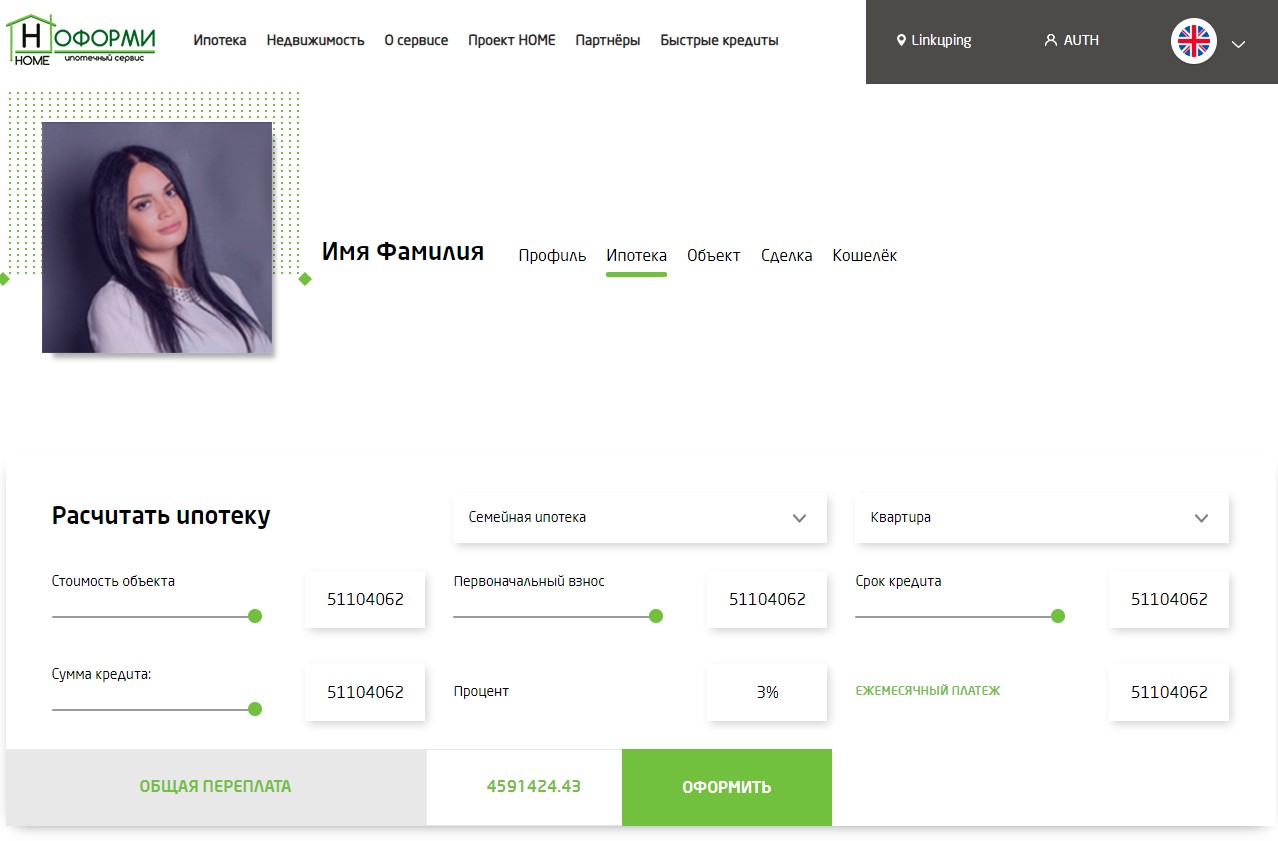 НОФОРМИ
HOME ипотечный сервис
Ипотека Недвижимость О сервисе Проект HOME Партнёры Быстрые кредиты
Linkųping AUTH
Имя Фамилия Профиль Ипотека Объект Сделка Кошелёк
Расчитать ипотеку Семейная ипотека Квартира
Стоимость объекта 51104062 Первоначальный взнос 51104062 Срок кредита 51104062
Сумма кредита: 51104062 Процент 3% ЕЖЕМЕСЯЧНЫЙ ПЛАТЕЖ 51104062
ОБЩАЯ ПЕРЕПЛАТА 4591424.43 ОФОРМИТЬ